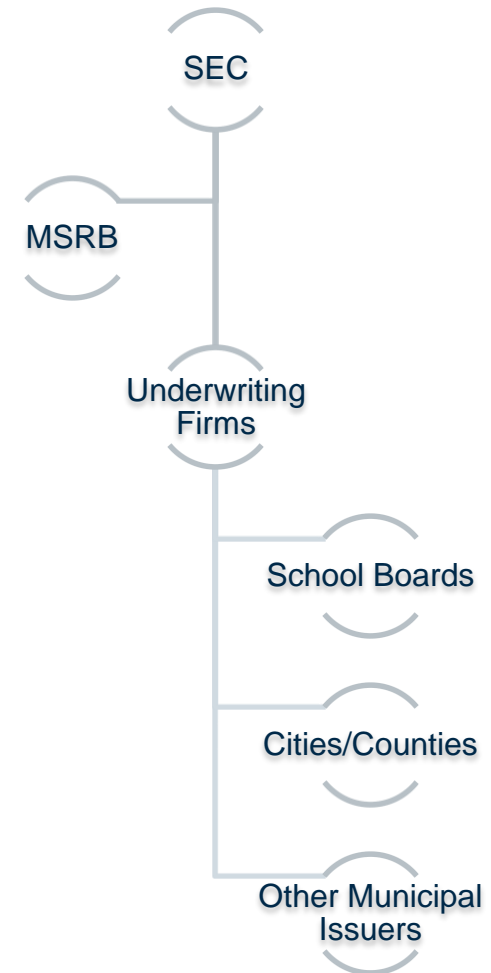 SEC
MSRB
Underwriting
Firms
School Boards
Cities/Counties
Other Municipal
Issuers